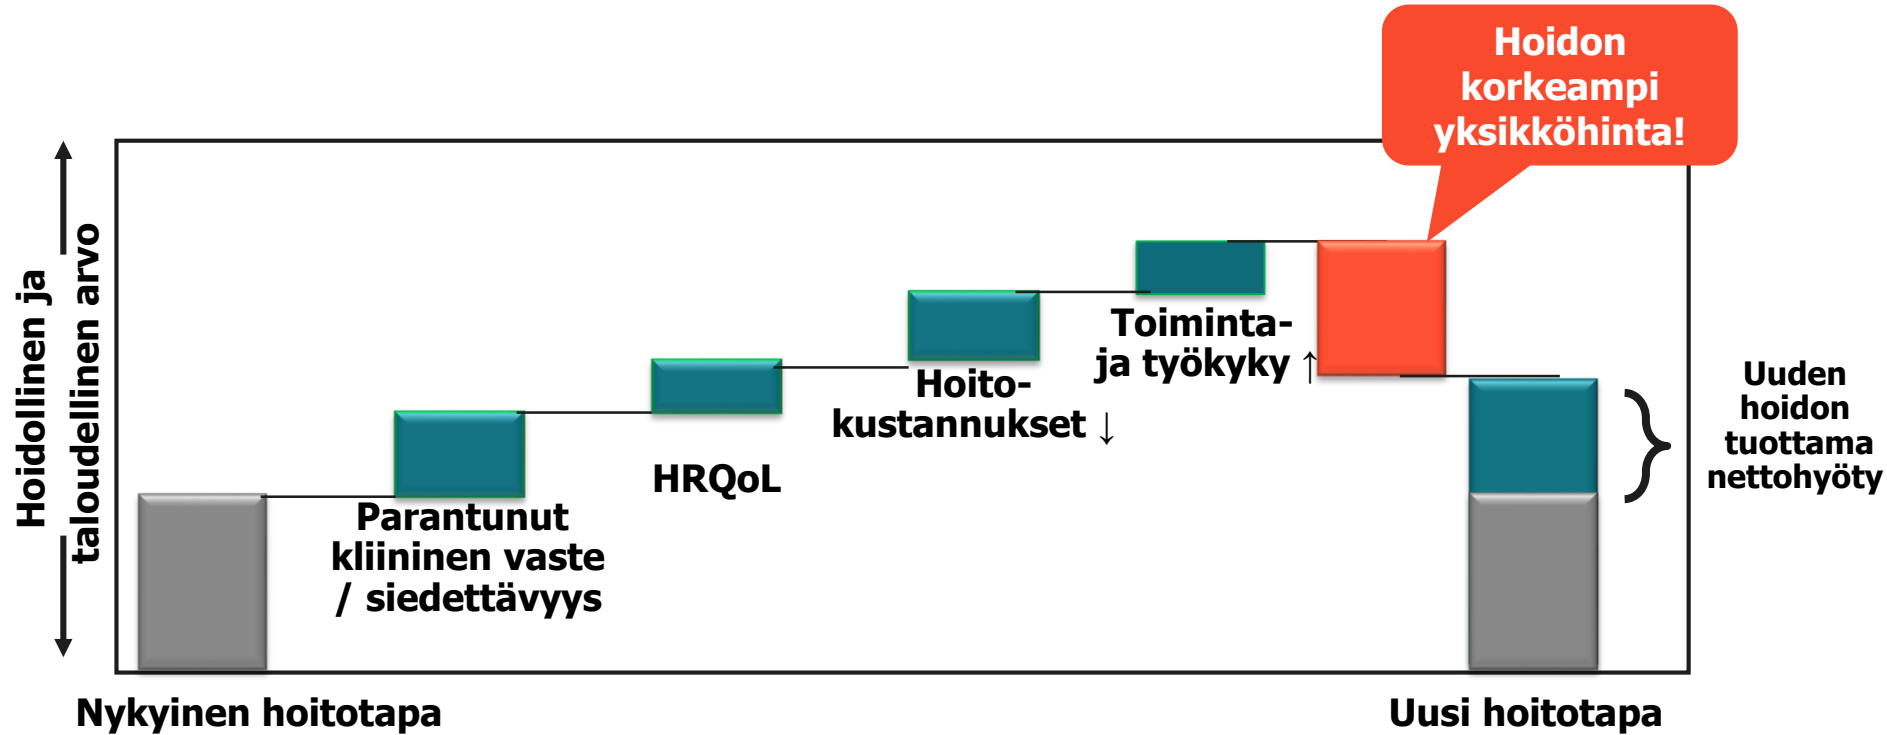 Hoidon
korkeampi
yksikköhinta!
Hoidollinen ja
taloudellinen arvo
Toiminta-
ja työkyky ↑
Hoito-
kustannukset ↓
HRQoL
Parantunut
kliininen vaste
/ siedettävyys
Uuden
hoidon
tuottama
nettohyöty
Nykyinen hoitotapa
Uusi hoitotapa